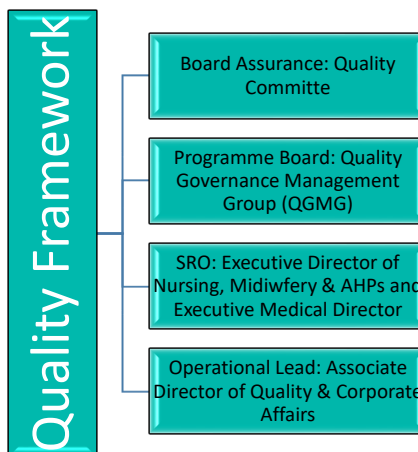 Quality Framework
Board Assurance: Quality
Committe
Programme Board: Quality
Governance Management
Group (QGMG)
SRO: Executive Director of
Nursing, Midiwfery & AHPs and
Executive Medical Director
Operational Lead: Associate
Director of Quality & Corporate
Affairs